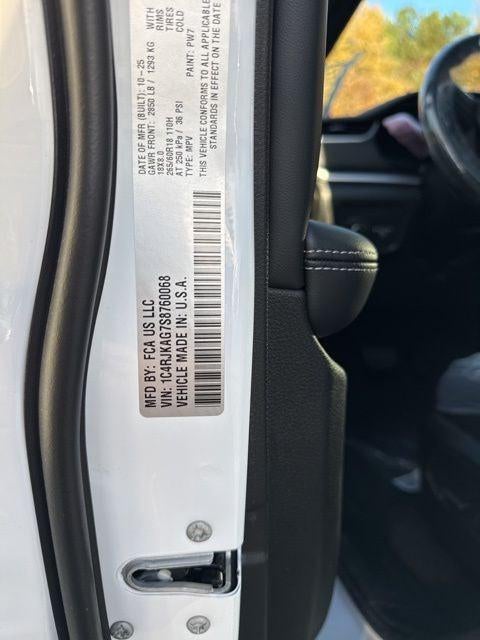 MFD BY: FCA US LLC
VIN: 1C4RJKAG7S8760068
VEHICLE MADE IN: U.S.A.
DATE OF MFR (BUILT): 10-25
GAWR FRONT: 2850 LB / 1293 KG WITH
18X8.0 RIMS
265/60R18 110H TIRES
AT 250 kPa / 36 PSI COLD
TYPE: MPV PAINT: PW7
THIS VEHICLE CONFORMS TO ALL APPLICABLE
STANDARDS IN EFFECT ON THE DATE